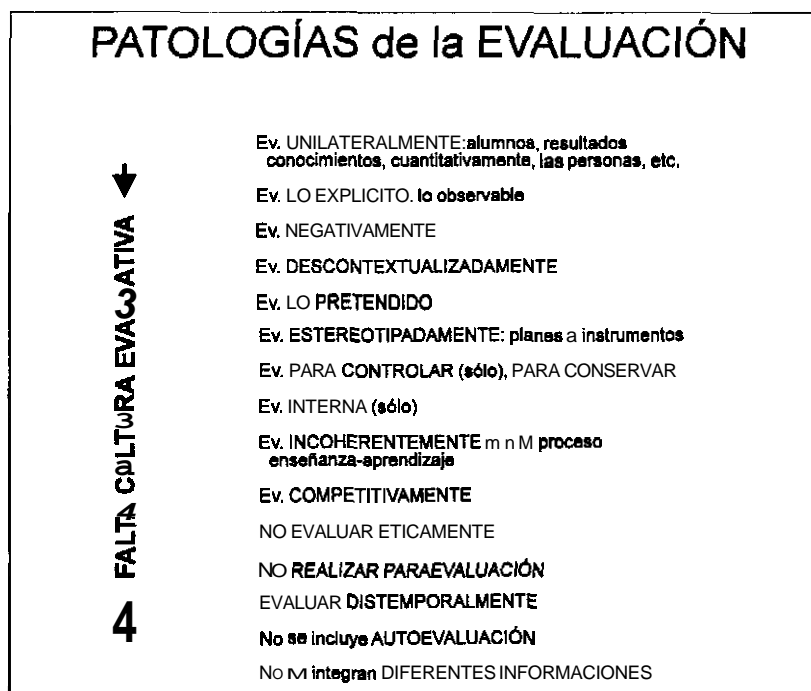 PATOLOGÍAS de la EVALUACIÓN
Ev. UNILATERALMENTE:alumnos, resultados
conocimientos, cuantitativamente, las personas, etc.
Ev. LO EXPLICITO. lo observable
Ev. NEGATIVAMENTE
Ev. DESCONTEXTUALIZADAMENTE
Ev. LO PRETENDIDO
Ev. ESTEREOTIPADAMENTE: planes a instrumentos
Ev. PARA CONTROLAR (sólo), PARA CONSERVAR
Ev. INTERNA (sólo)
Ev. INCOHERENTEMENTE m n M proceso
enseñanza-aprendizaje
Ev. COMPETITIVAMENTE
NO EVALUAR ETICAMENTE
NO REALIZAR PARAEVALUACIÓN
EVALUAR DISTEMPORALMENTE
No se incluye AUTOEVALUACIÓN
No M integran DIFERENTES INFORMACIONES
4